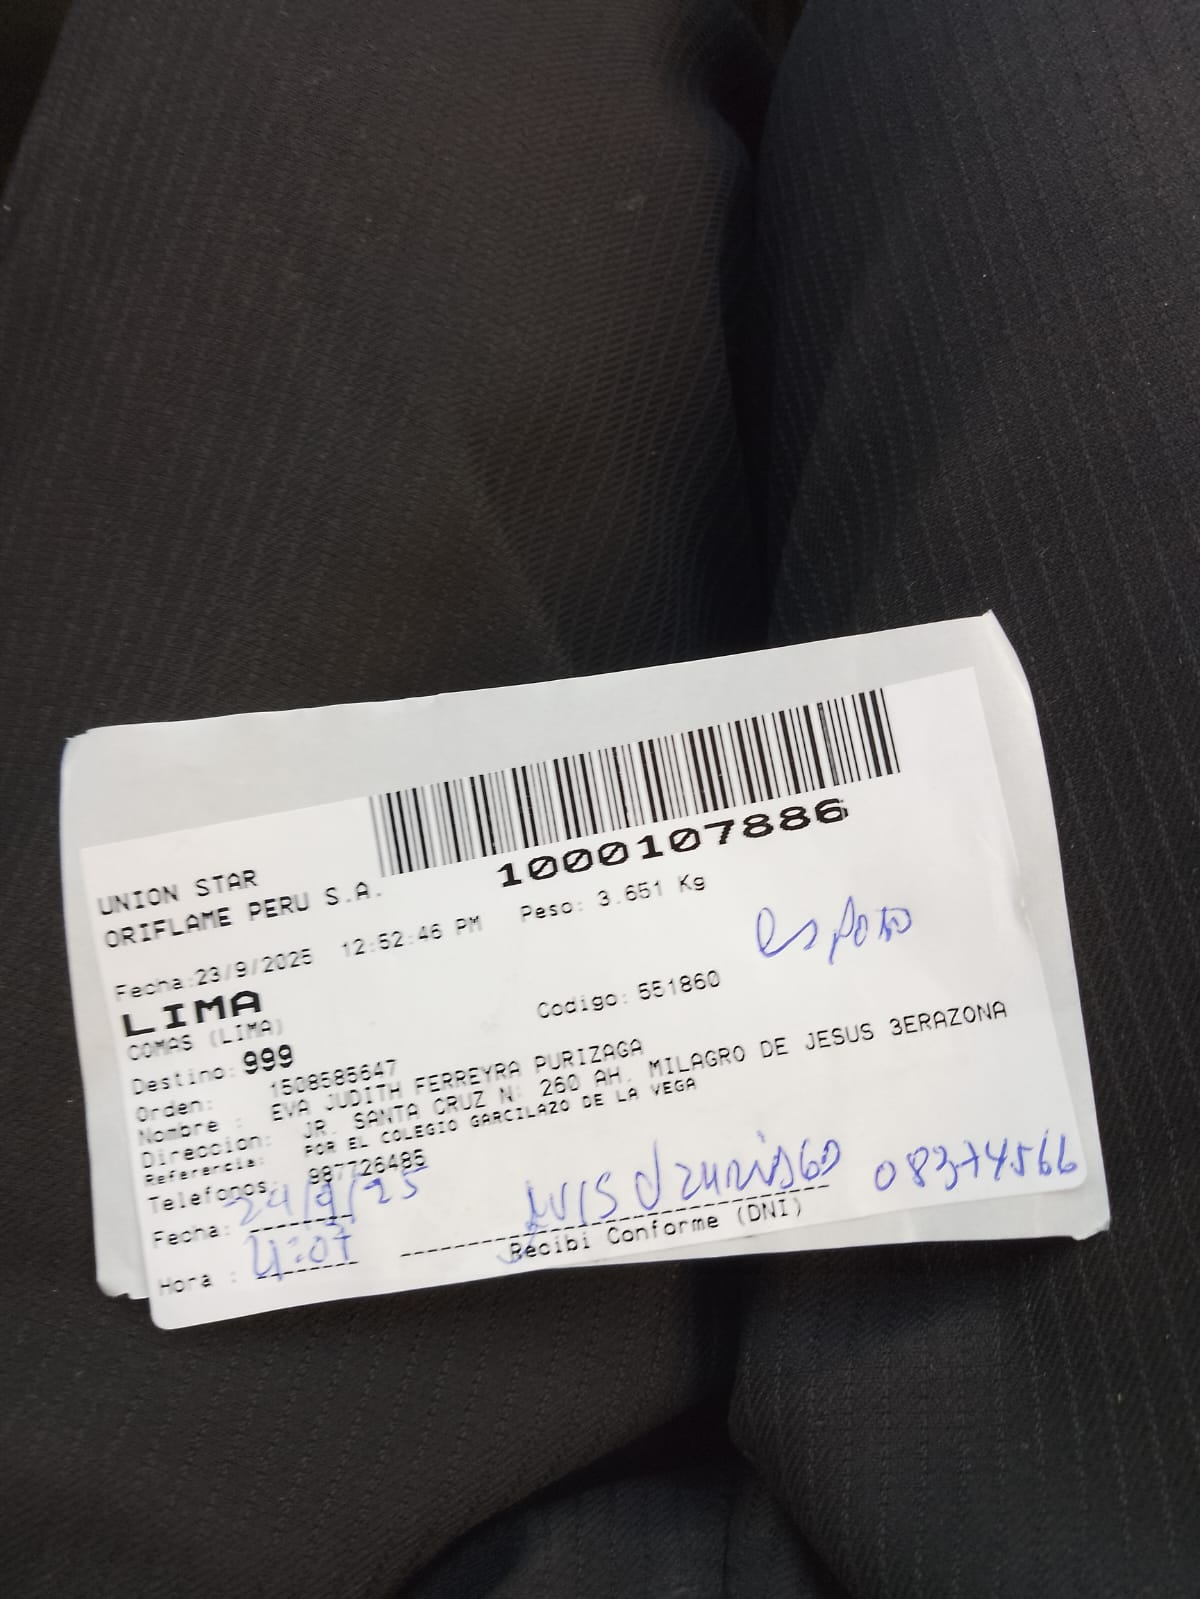 1000107886
UNION STAR
ORIFLAME PERU S.A.
Fecha:23/9/2025 12:52:46 PM Peso: 3.651 Kg
LIMA
COMAS (LIMA) Codigo: 551860
esposo
Destino: 999
Orden: 1508585647
Nombre : EVA JUDITH FERREYRA PURIZAGA
Direccion: JR. SANTA CRUZ N: 260 AH. MILAGRO DE JESUS 3ERAZONA
Referencia: POR EL COLEGIO GARCILAZO DE LA VEGA
Telefonos: 987726485
Fecha: 24/9/25 LUIS 08374566
Hora : Recibi Conforme (DNI)